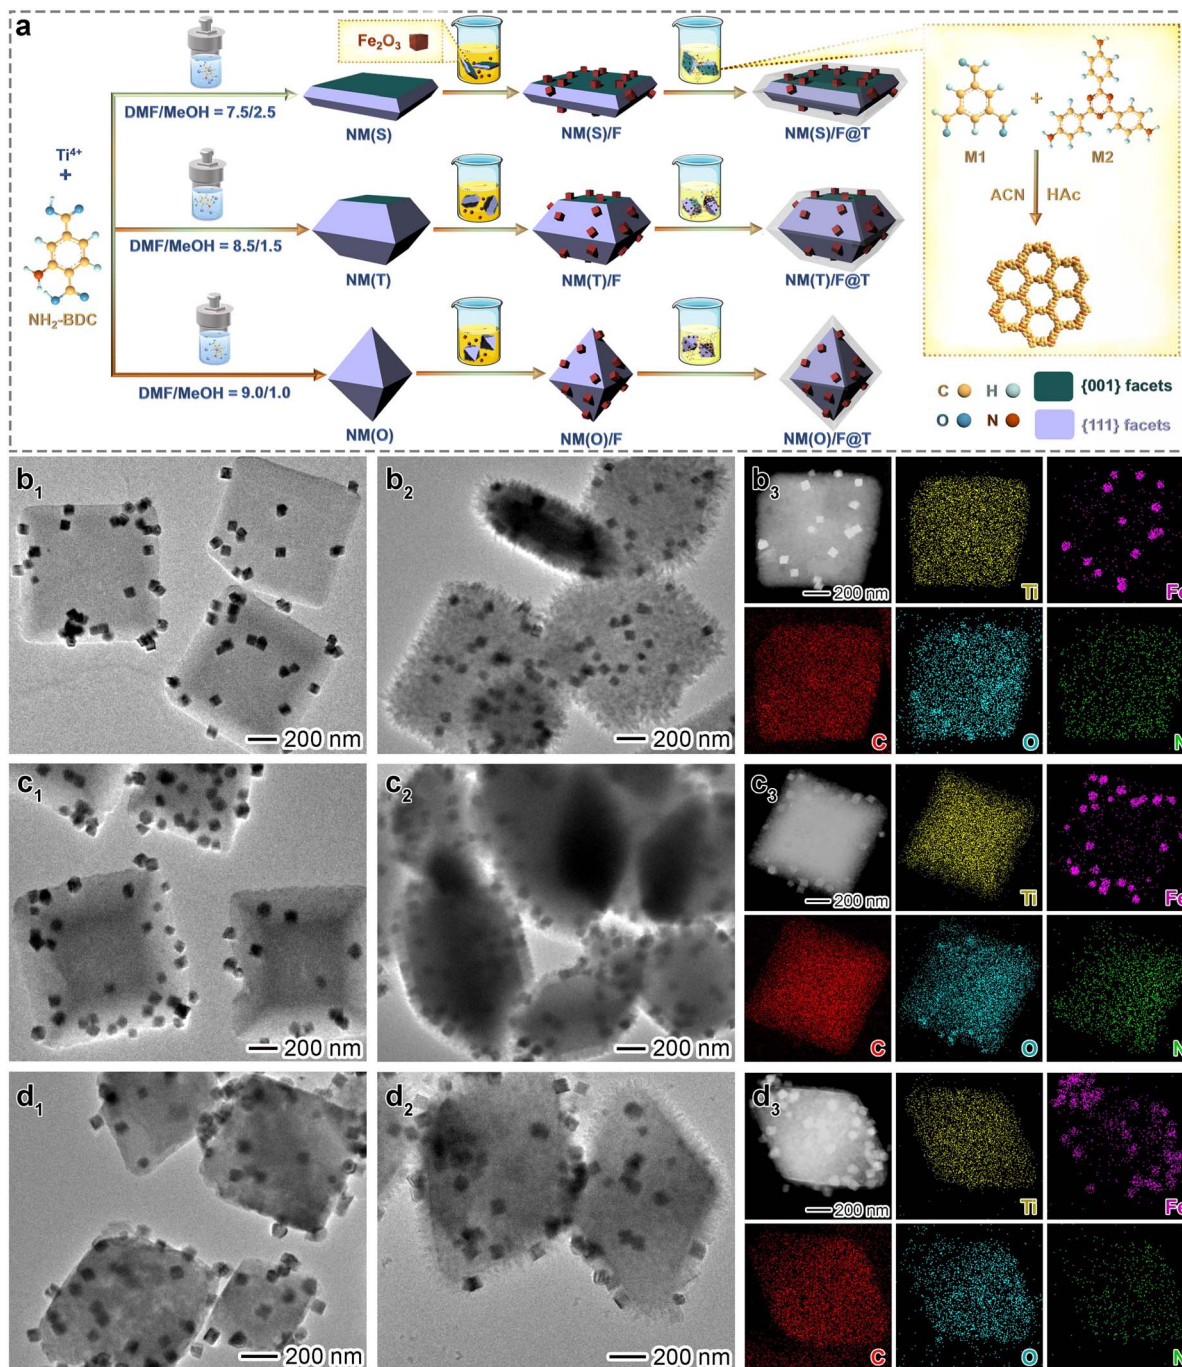 a
Fe₂O₃
DMF/MeOH = 7.5/2.5
NM(S)
NM(S)/F
NM(S)/F@T
M1
+
M2
Ti⁴⁺
+
ACN
HAc
DMF/MeOH = 8.5/1.5
NM(T)
NM(T)/F
NM(T)/F@T
NH₂-BDC
DMF/MeOH = 9.0/1.0
NM(O)
NM(O)/F
NM(O)/F@T
C
H
{001} facets
O
N
{111} facets
b₁
200 nm
b₂
200 nm
b₃
200 nm
Ti
Fe
C
O
N
c₁
200 nm
c₂
200 nm
c₃
200 nm
Ti
Fe
C
O
N
d₁
200 nm
d₂
200 nm
d₃
200 nm
Ti
Fe
C
O
N